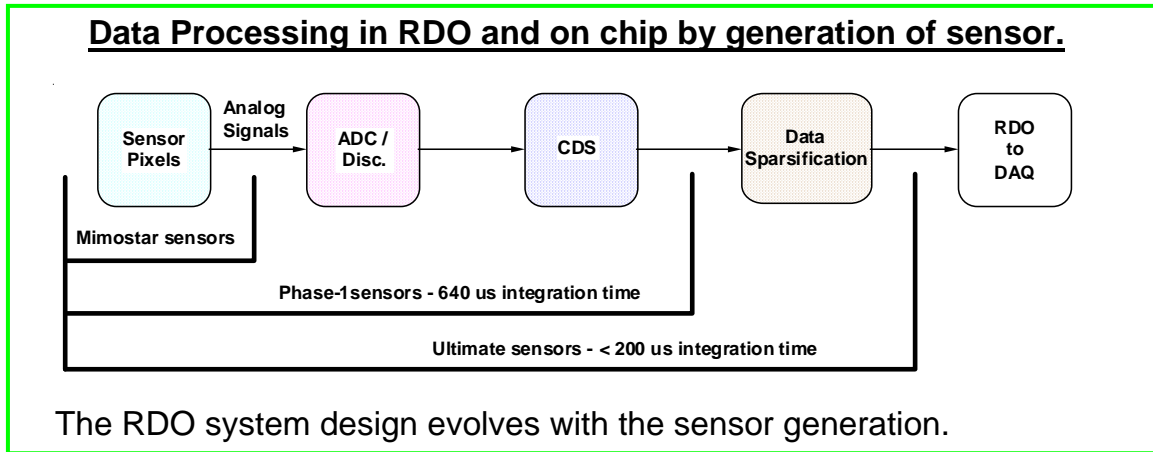 Data Processing in RDO and on chip by generation of sensor.
Analog
Signals
Sensor
Pixels
ADC /
Disc.
CDS
Data
Sparsification
RDO
to
DAQ
Mimostar sensors
Phase-1sensors - 640 us integration time
Ultimate sensors - < 200 us integration time
The RDO system design evolves with the sensor generation.